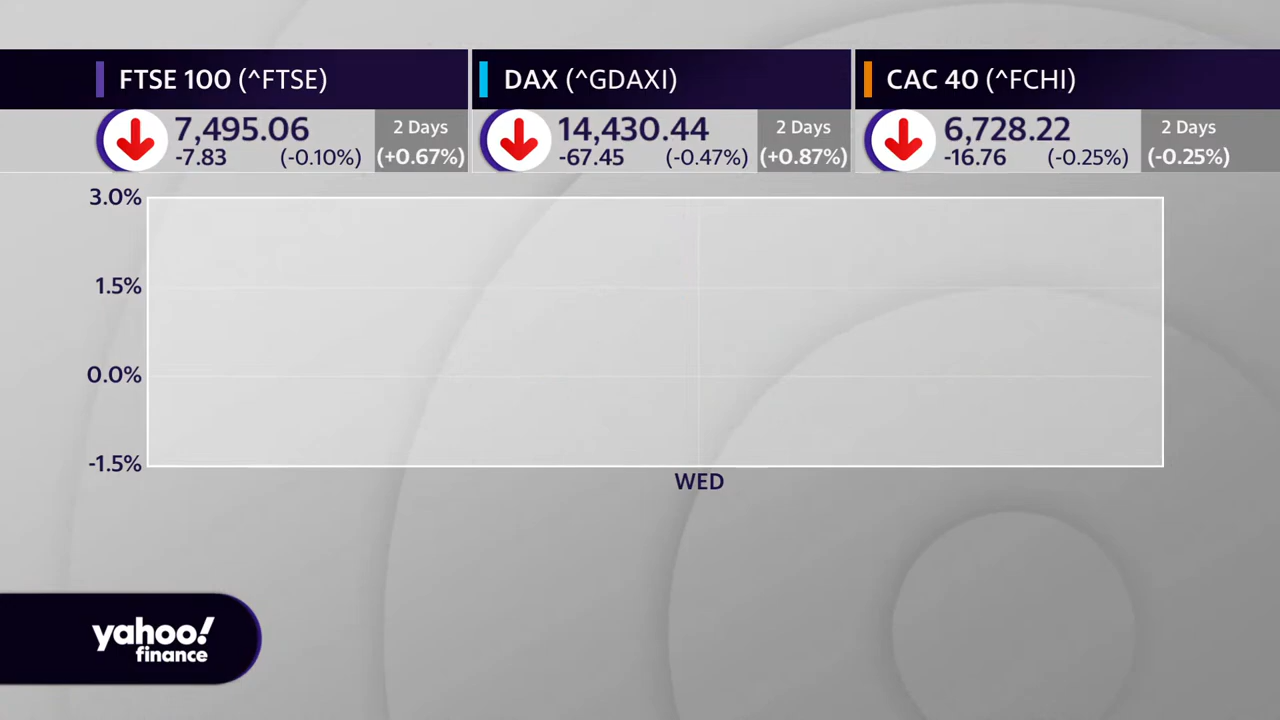 FTSE 100 (^FTSE)
7,495.06
-7.83 (-0.10%)
2 Days
(+0.67%)
DAX (^GDAXI)
14,430.44
-67.45 (-0.47%)
2 Days
(+0.87%)
CAC 40 (^FCHI)
6,728.22
-16.76 (-0.25%)
2 Days
(-0.25%)
3.0%
1.5%
0.0%
-1.5%
WED
yahoo!
finance